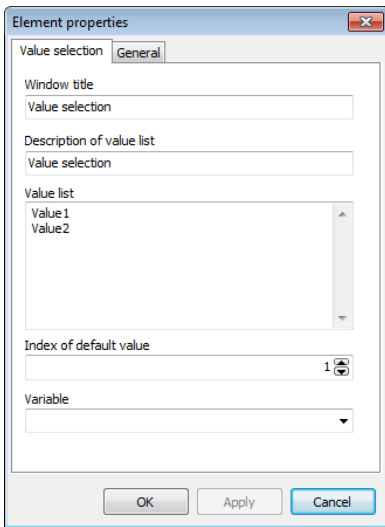 Element properties
Value selection General
Window title
Value selection
Description of value list
Value selection
Value list
Value1
Value2
Index of default value
1
Variable
OK Apply Cancel